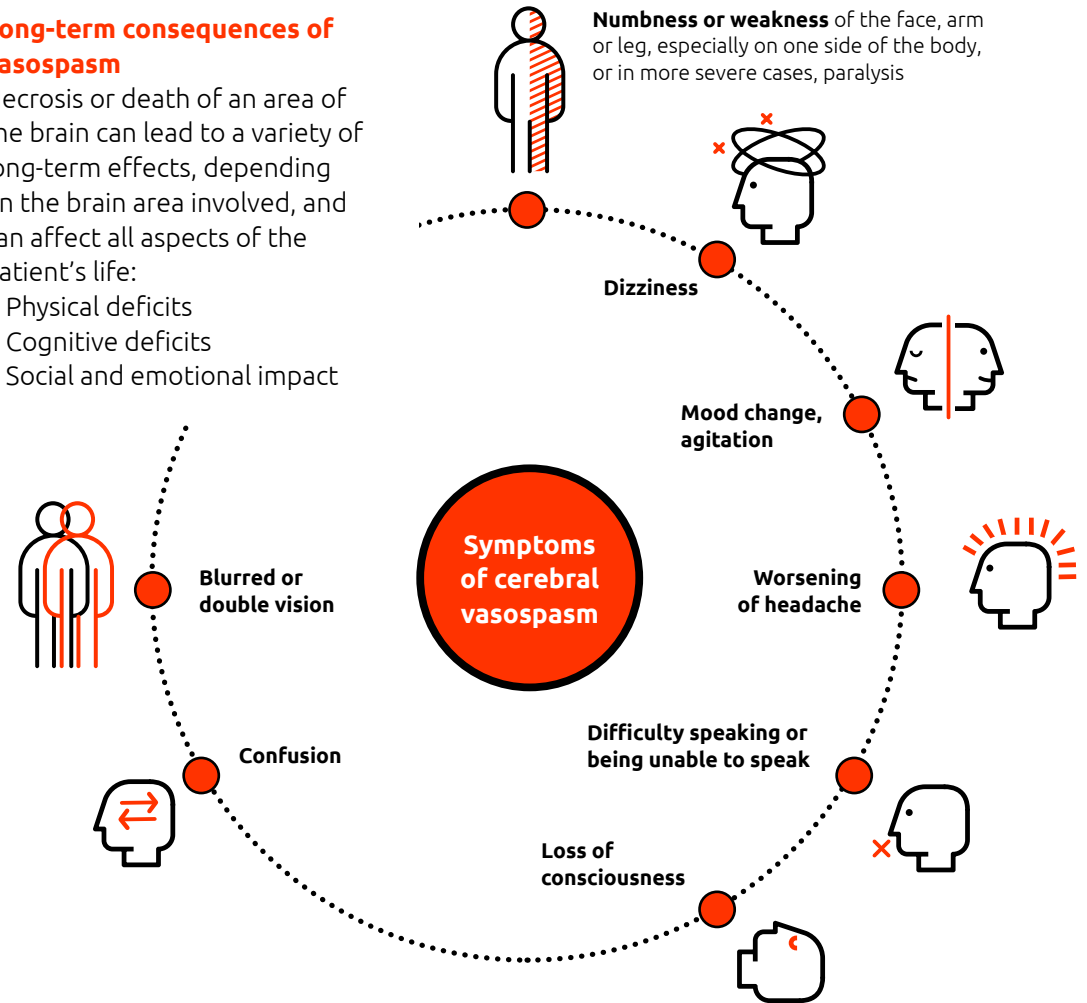 ong-term consequences of
asospasm
ecrosis or death of an area of
he brain can lead to a variety of
ong-term effects, depending
n the brain area involved, and
an affect all aspects of the
atient’s life:
Physical deficits
Cognitive deficits
Social and emotional impact
Numbness or weakness of the face, arm
or leg, especially on one side of the body,
or in more severe cases, paralysis
Dizziness
Mood change,
agitation
Worsening
of headache
Difficulty speaking or
being unable to speak
Loss of
consciousness
Confusion
Blurred or
double vision
Symptoms
of cerebral
vasospasm